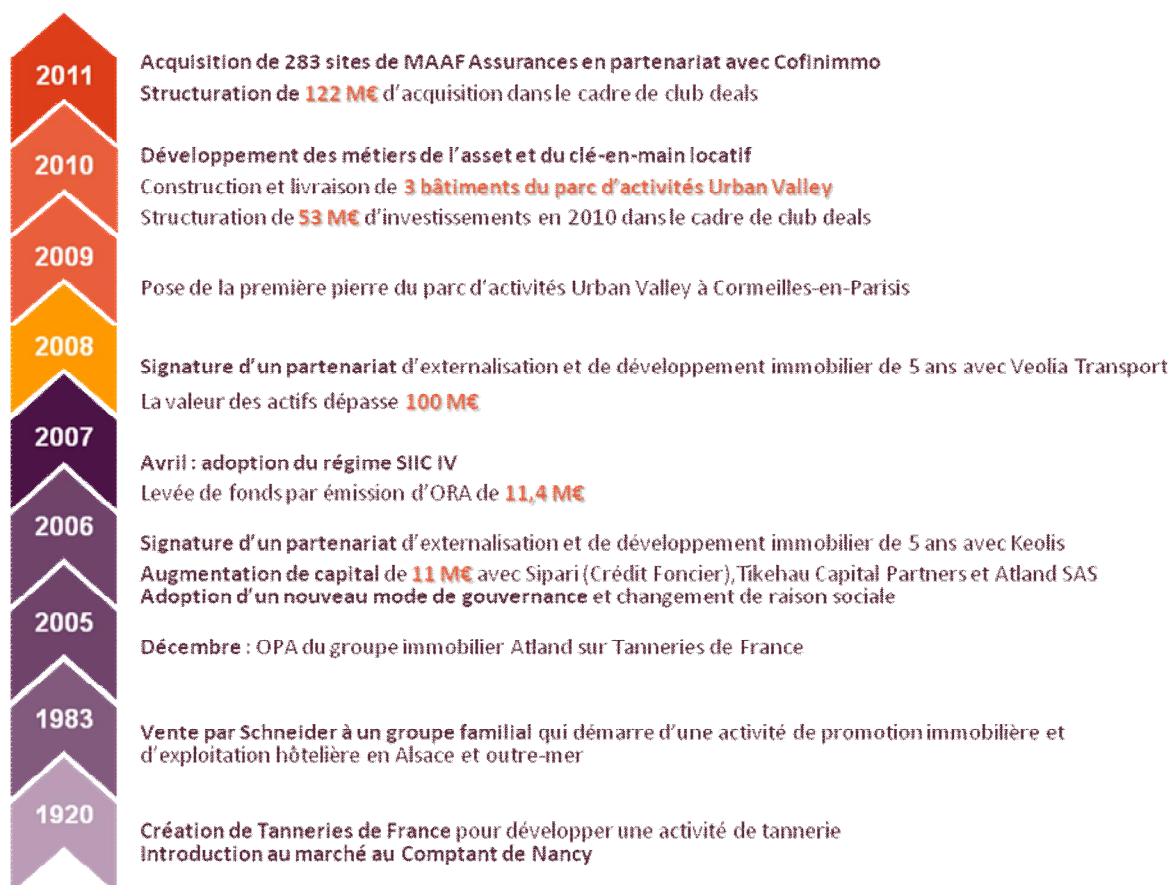 2011
Acquisition de 283 sites de MAAF Assurances en partenariat avec Cofinimmo
Structuration de 122 M€ d'acquisition dans le cadre de club deals
2010
Développement des métiers de l'asset et du clé-en-main locatif
Construction et livraison de 3 bâtiments du parc d'activités Urban Valley
Structuration de 53 M€ d'investissements en 2010 dans le cadre de club deals
2009
Pose de la première pierre du parc d'activités Urban Valley à Cormeilles-en-Parisis
2008
Signature d'un partenariat d'externalisation et de développement immobilier de 5 ans avec Veolia Transport
La valeur des actifs dépasse 100 M€
2007
Avril : adoption du régime SIIC IV
Levée de fonds par émission d'ORA de 11,4 M€
2006
Signature d'un partenariat d'externalisation et de développement immobilier de 5 ans avec Keolis
Augmentation de capital de 11 M€ avec Sipari (Crédit Foncier), Tikehau Capital Partners et Atland SAS
Adoption d'un nouveau mode de gouvernance et changement de raison sociale
2005
Décembre : OPA du groupe immobilier Atland sur Tanneries de France
1983
Vente par Schneider à un groupe familial qui démarre d'une activité de promotion immobilière et
d'exploitation hôtelière en Alsace et outre-mer
1920
Création de Tanneries de France pour développer une activité de tannerie
Introduction au marché au Comptant de Nancy